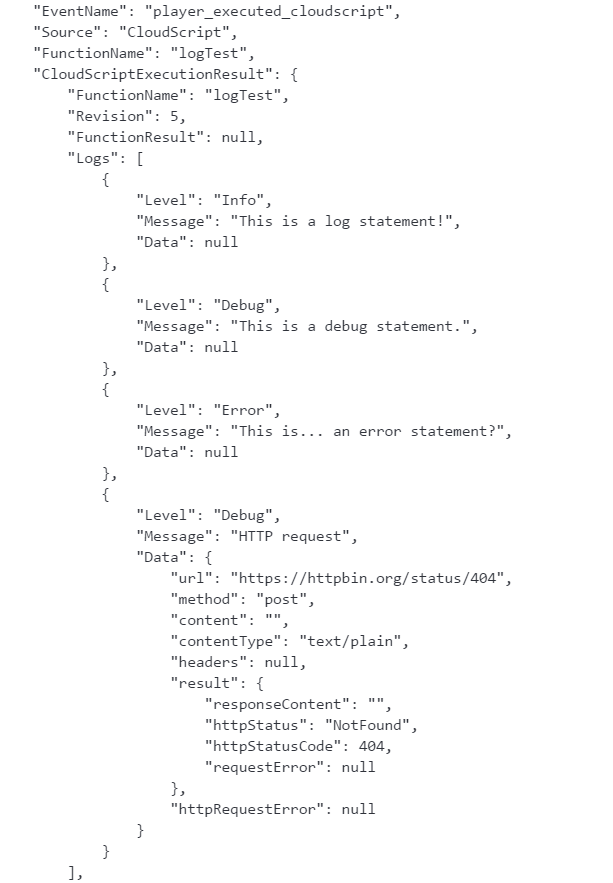 "EventName": "player_executed_cloudscript",
"Source": "CloudScript",
"FunctionName": "logTest",
"CloudScriptExecutionResult": {
"FunctionName": "logTest",
"Revision": 5,
"FunctionResult": null,
"Logs": [
{
"Level": "Info",
"Message": "This is a log statement!",
"Data": null
},
{
"Level": "Debug",
"Message": "This is a debug statement.",
"Data": null
},
{
"Level": "Error",
"Message": "This is... an error statement?",
"Data": null
},
{
"Level": "Debug",
"Message": "HTTP request",
"Data": {
"url": "https://httpbin.org/status/404",
"method": "post",
"content": "",
"contentType": "text/plain",
"headers": null,
"result": {
"responseContent": "",
"httpStatus": "NotFound",
"httpStatusCode": 404,
"requestError": null
},
"httpRequestError": null
}
}
],